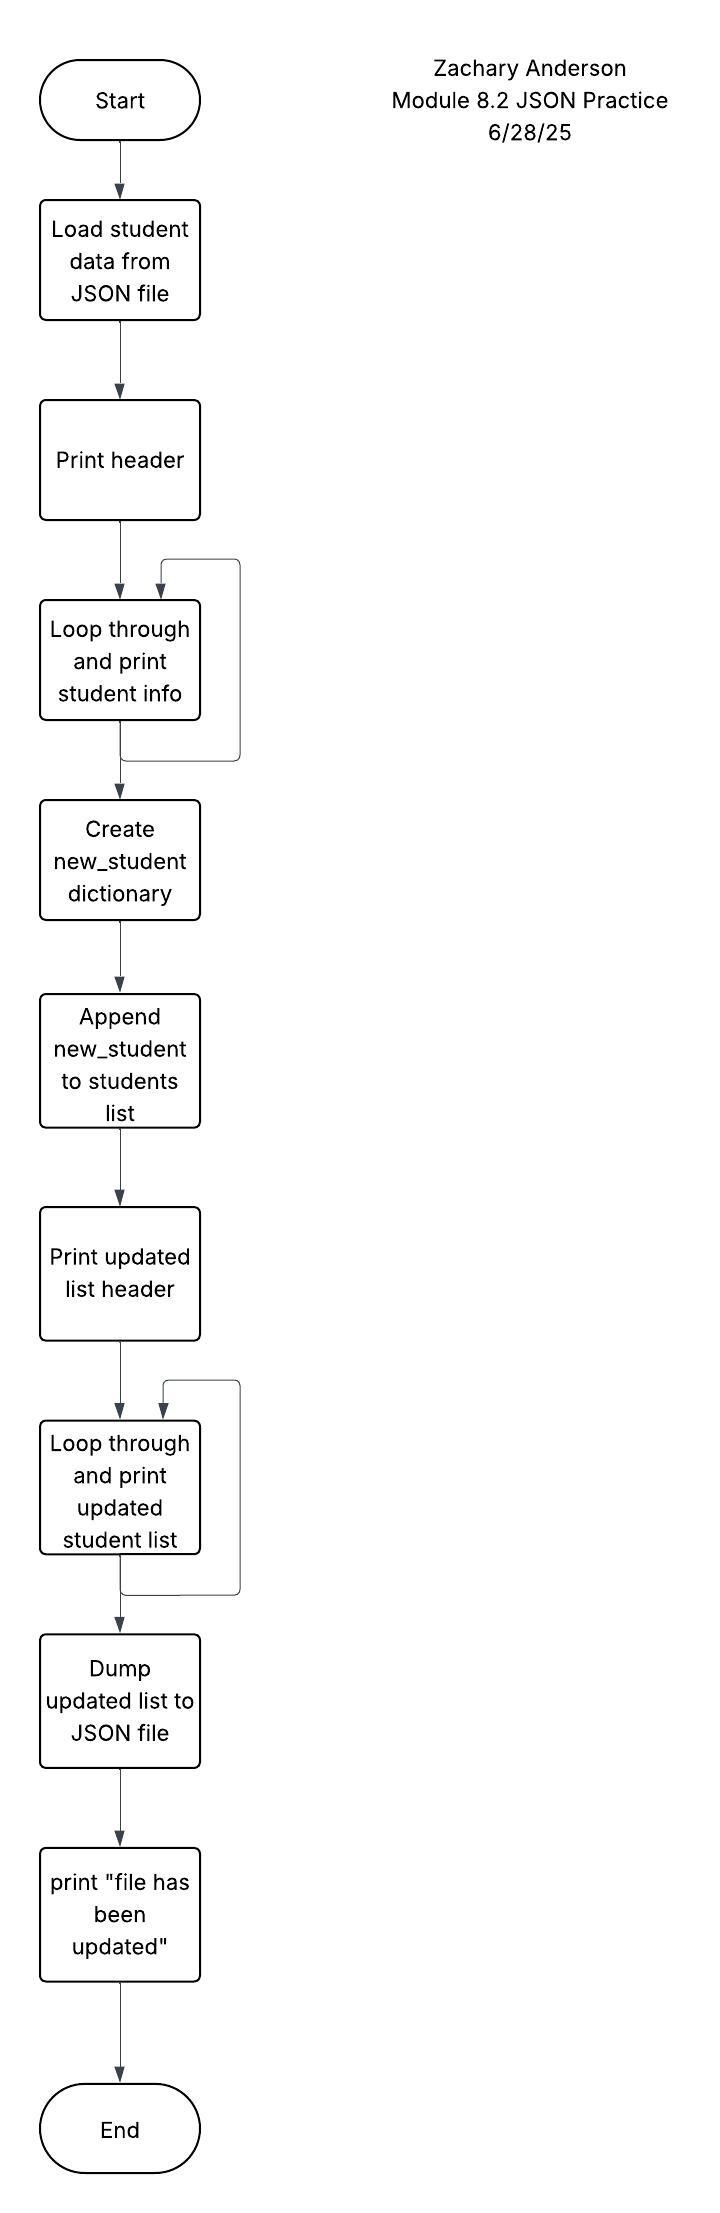 Zachary Anderson
Module 8.2 JSON Practice
6/28/25
Start
Load student
data from
JSON file
Print header
Loop through
and print
student info
Create
new_student
dictionary
Append
new_student
to students
list
Print updated
list header
Loop through
and print
updated
student list
Dump
updated list to
JSON file
print "file has
been
updated"
End